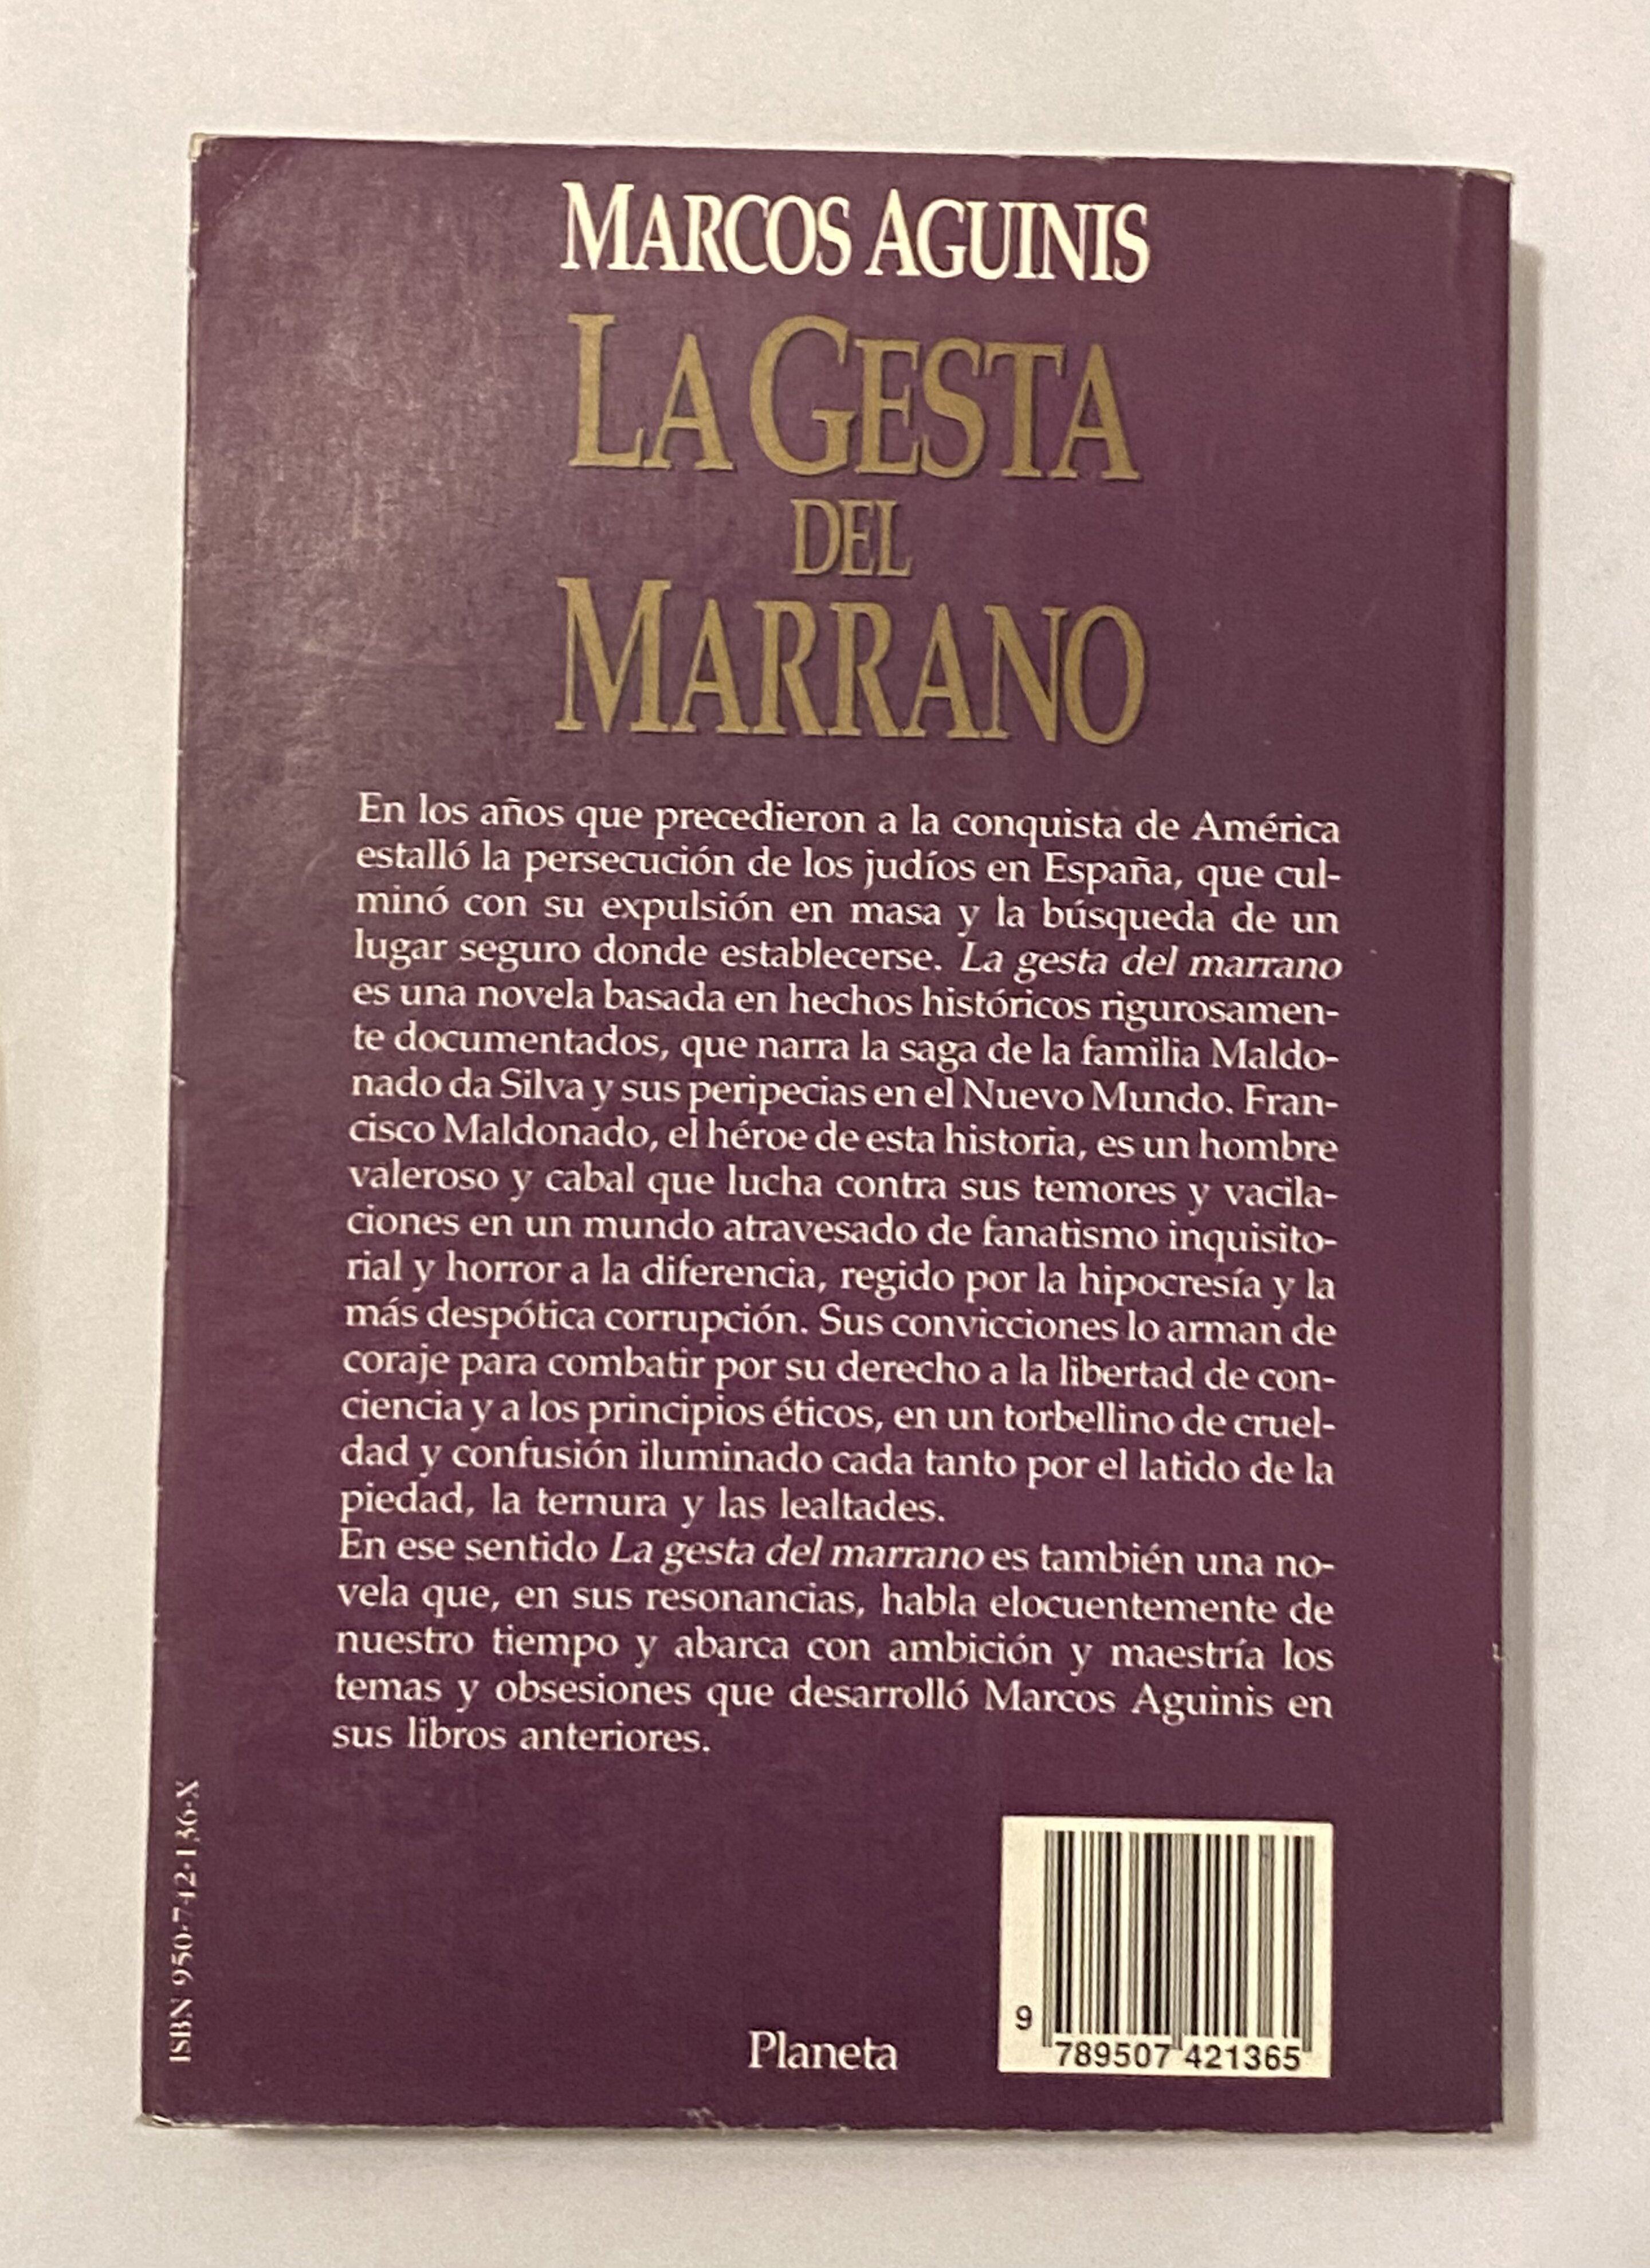 MARCOS AGUINIS
LA GESTA
DEL
MARRANO
En los años que precedieron a la conquista de América
estalló la persecución de los judíos en España, que cul-
minó con su expulsión en masa y la búsqueda de un
lugar seguro donde establecerse. La gesta del marrano
es una novela basada en hechos históricos rigurosamen-
te documentados, que narra la saga de la familia Maldo-
nado da Silva y sus peripecias en el Nuevo Mundo. Fran-
cisco Maldonado, el héroe de esta historia, es un hombre
valeroso y cabal que lucha contra sus temores y vacila-
ciones en un mundo atravesado de fanatismo inquisito-
rial y horror a la diferencia, regido por la hipocresía y la
más despótica corrupción. Sus convicciones lo arman de
coraje para combatir por su derecho a la libertad de con-
ciencia y a los principios éticos, en un torbellino de cruel-
dad y confusión iluminado cada tanto por el latido de la
piedad, la ternura y las lealtades.
En ese sentido La gesta del marrano es también una no-
vela que, en sus resonancias, habla elocuentemente de
nuestro tiempo y abarca con ambición y maestría los
temas y obsesiones que desarrolló Marcos Aguinis en
sus libros anteriores.
ISBN 950-742-136-X
Planeta
9 789507 421365